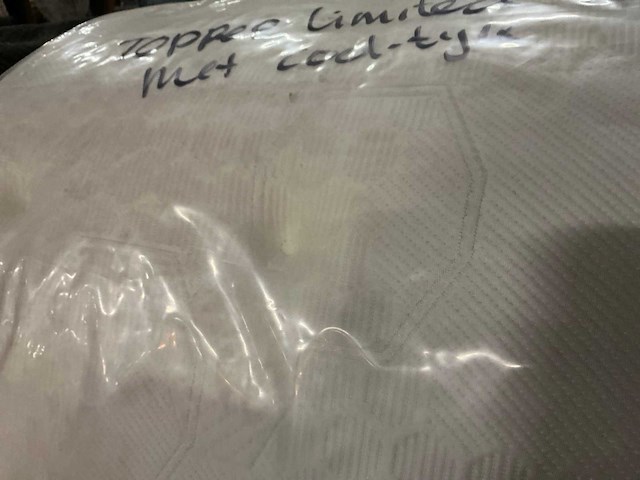 Topper Limited
Met cool-tyk